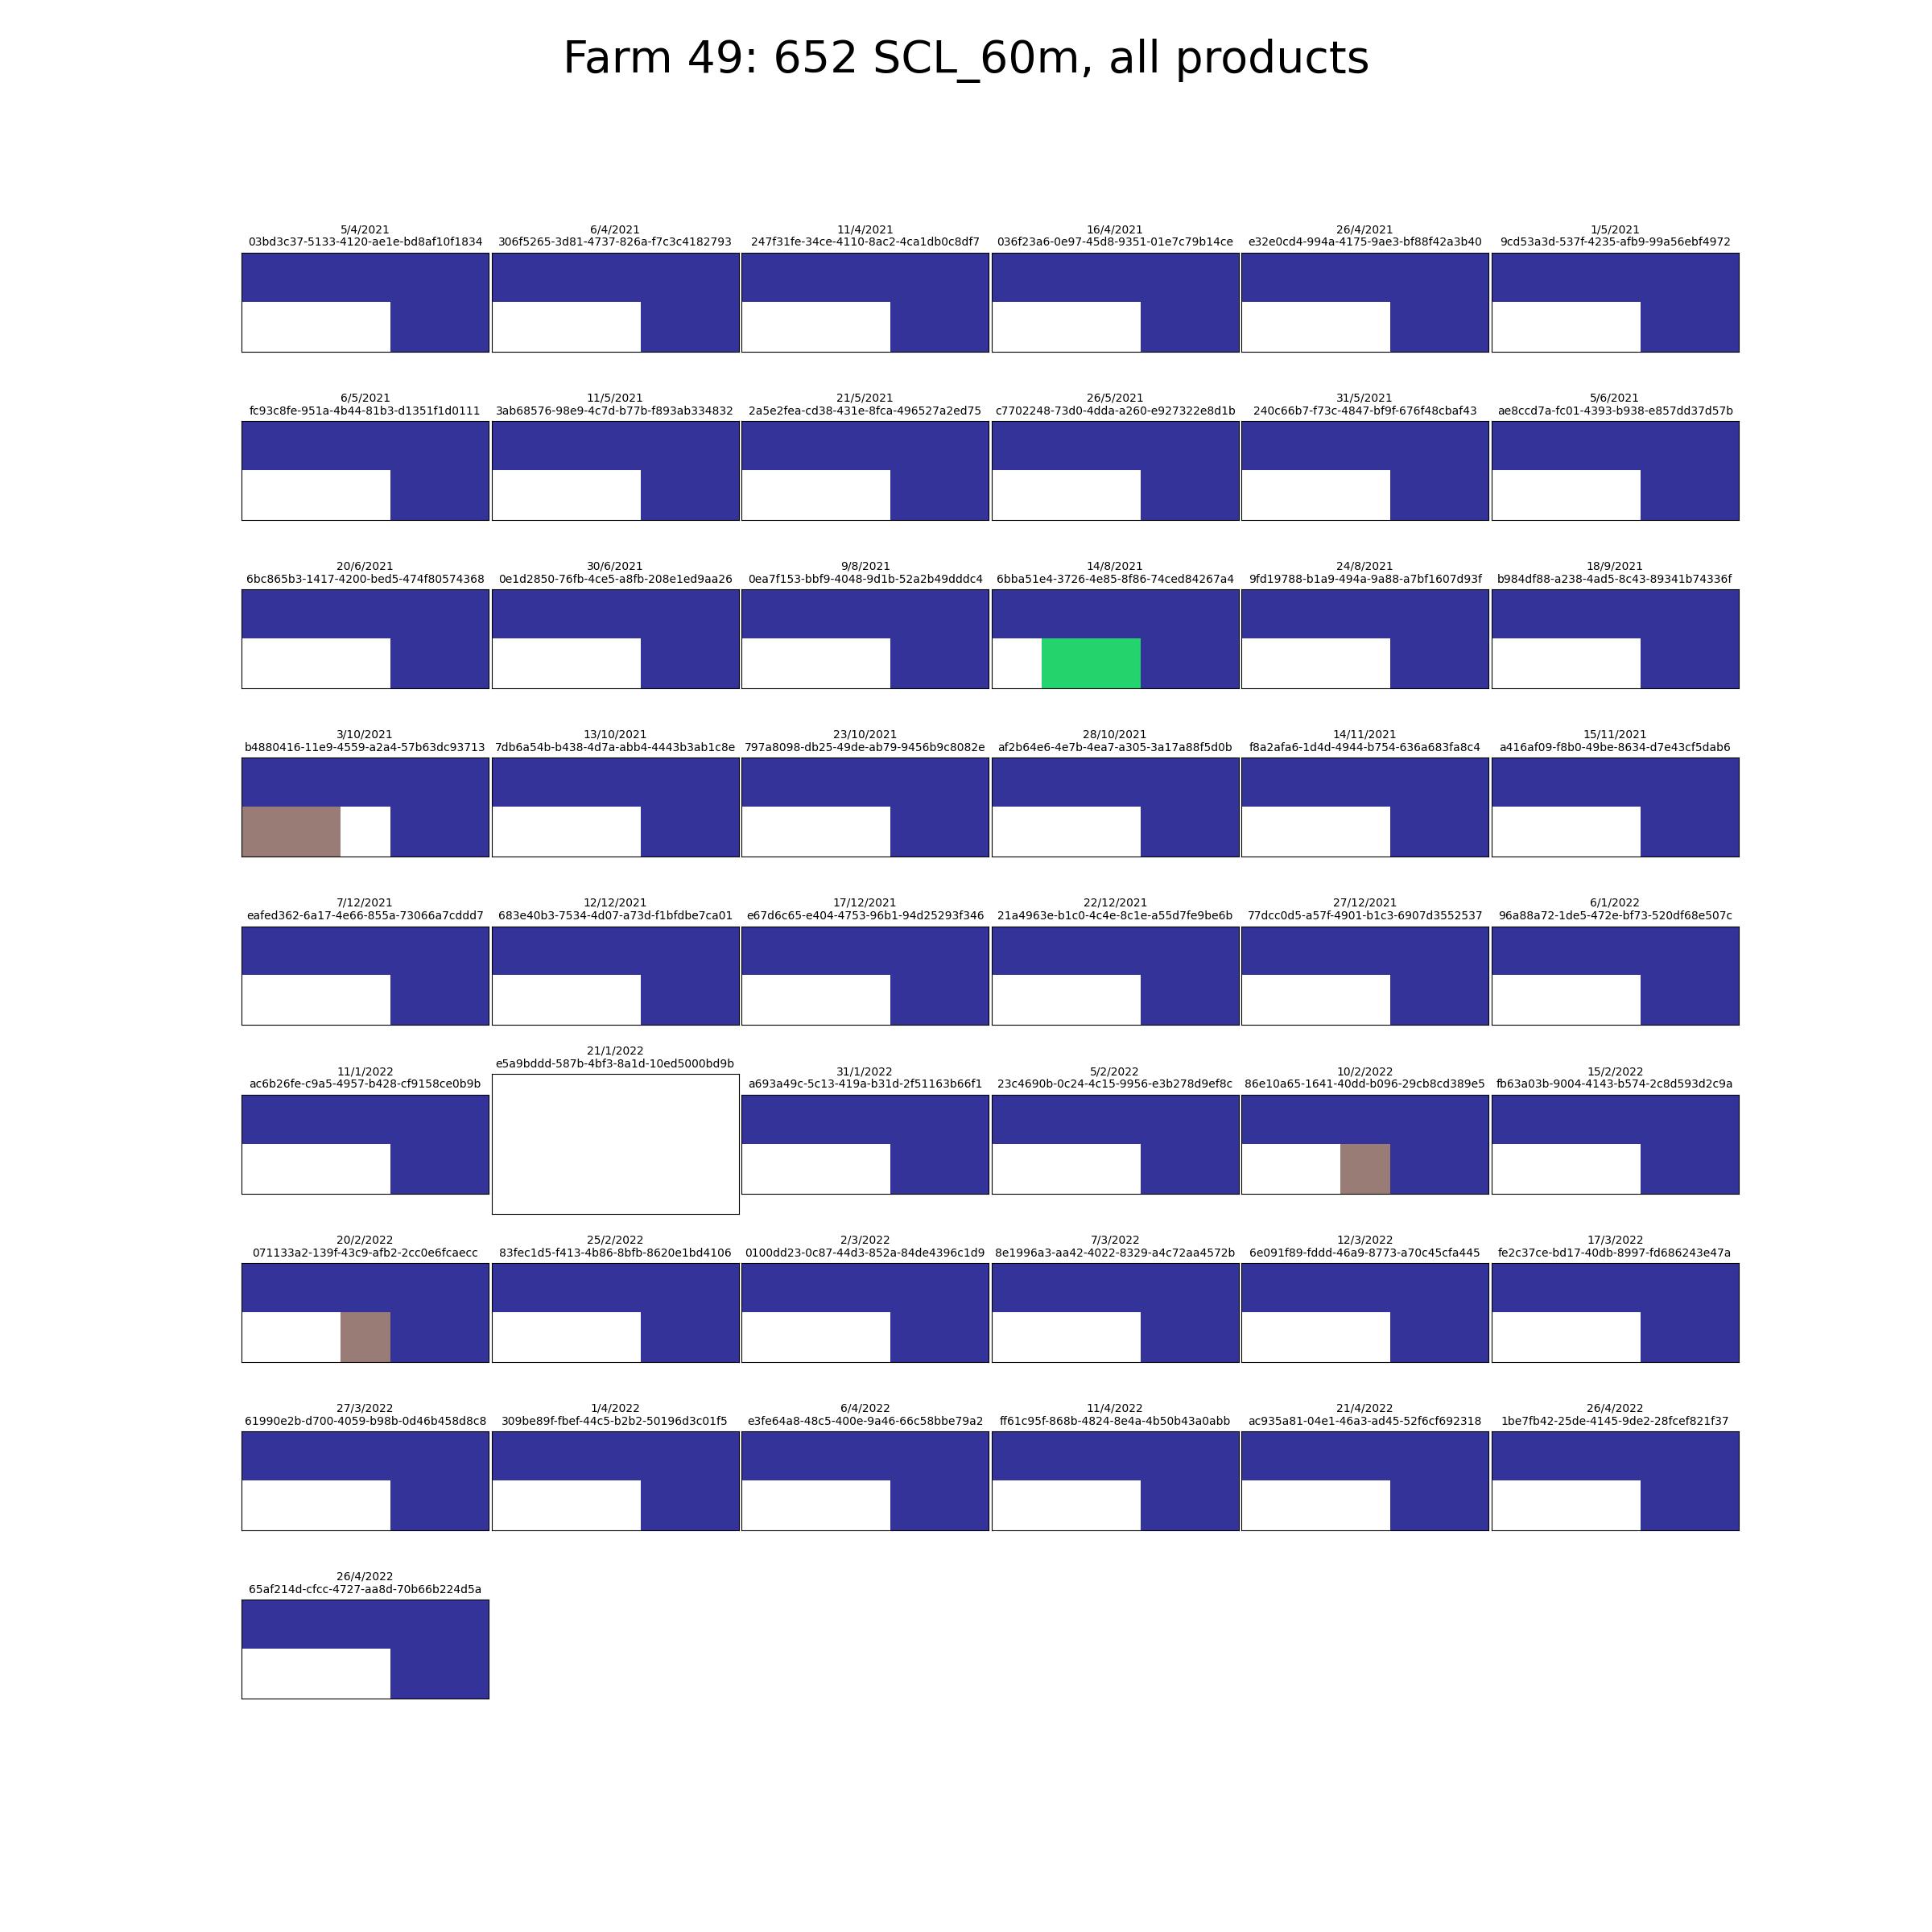 Farm 49: 652 SCL_60m, all products
5/4/2021
03bd3c37-5133-4120-ae1e-bd8af10f1834
6/4/2021
306f5265-3d81-4737-826a-f7c3c4182793
11/4/2021
247f31fe-34ce-4110-8ac2-4ca1db0c8df7
16/4/2021
036f23a6-0e97-45d8-9351-01e7c79b14ce
26/4/2021
e32e0cd4-994a-4175-9ae3-bf88f42a3b40
1/5/2021
9cd53a3d-537f-4235-afb9-99a56ebf4972
6/5/2021
fc93c8fe-951a-4b44-81b3-d1351f1d0111
11/5/2021
3ab68576-98e9-4c7d-b77b-f893ab334832
21/5/2021
2a5e2fea-cd38-431e-8fca-496527a2ed75
26/5/2021
c7702248-73d0-4dda-a260-e927322e8d1b
31/5/2021
240c66b7-f73c-4847-bf9f-676f48cbaf43
5/6/2021
ae8ccd7a-fc01-4393-b938-e857dd37d57b
20/6/2021
6bc865b3-1417-4200-bed5-474f80574368
30/6/2021
0e1d2850-76fb-4ce5-a8fb-208e1ed9aa26
9/8/2021
0ea7f153-bbf9-4048-9d1b-52a2b49dddc4
14/8/2021
6bba51e4-3726-4e85-8f86-74ced84267a4
24/8/2021
9fd19788-b1a9-494a-9a88-a7bf1607d93f
18/9/2021
b984df88-a238-4ad5-8c43-89341b74336f
3/10/2021
b4880416-11e9-4559-a2a4-57b63dc93713
13/10/2021
7db6a54b-b438-4d7a-abb4-4443b3ab1c8e
23/10/2021
797a8098-db25-49de-ab79-9456b9c8082e
28/10/2021
af2b64e6-4e7b-4ea7-a305-3a17a88f5d0b
14/11/2021
f8a2afa6-1d4d-4944-b754-636a683fa8c4
15/11/2021
a416af09-f8b0-49be-8634-d7e43cf5dab6
7/12/2021
eafed362-6a17-4e66-855a-73066a7cddd7
12/12/2021
683e40b3-7534-4d07-a73d-f1bfdbe7ca01
17/12/2021
e67d6c65-e404-4753-96b1-94d25293f346
22/12/2021
21a4963e-b1c0-4c4e-8c1e-a55d7fe9be6b
27/12/2021
77dcc0d5-a57f-4901-b1c3-6907d3552537
6/1/2022
96a88a72-1de5-472e-bf73-520df68e507c
11/1/2022
ac6b26fe-c9a5-4957-b428-cf9158ce0b9b
21/1/2022
e5a9bddd-587b-4bf3-8a1d-10ed5000bd9b
31/1/2022
a693a49c-5c13-419a-b31d-2f51163b66f1
5/2/2022
23c4690b-0c24-4c15-9956-e3b278d9ef8c
10/2/2022
86e10a65-1641-40dd-b096-29cb8cd389e5
15/2/2022
fb63a03b-9004-4143-b574-2c8d593d2c9a
20/2/2022
071133a2-139f-43c9-afb2-2cc0e6fcaecc
25/2/2022
83fec1d5-f413-4b86-8bfb-8620e1bd4106
2/3/2022
0100dd23-0c87-44d3-852a-84de4396c1d9
7/3/2022
8e1996a3-aa42-4022-8329-a4c72aa4572b
12/3/2022
6e091f89-fddd-46a9-8773-a70c45cfa445
17/3/2022
fe2c37ce-bd17-40db-8997-fd686243e47a
27/3/2022
61990e2b-d700-4059-b98b-0d46b458d8c8
1/4/2022
309be89f-fbef-44c5-b2b2-50196d3c01f5
6/4/2022
e3fe64a8-48c5-400e-9a46-66c58bbe79a2
11/4/2022
ff61c95f-868b-4824-8e4a-4b50b43a0abb
21/4/2022
ac935a81-04e1-46a3-ad45-52f6cf692318
26/4/2022
1be7fb42-25de-4145-9de2-28fcef821f37
26/4/2022
65af214d-cfcc-4727-aa8d-70b66b224d5a